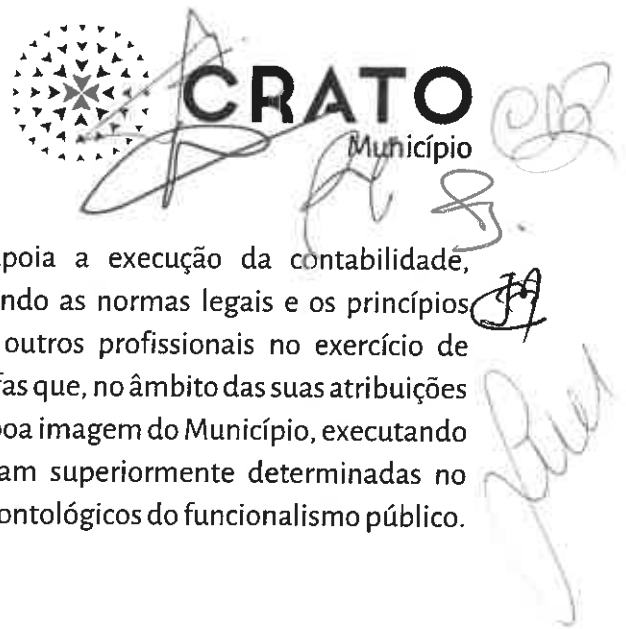 CRATO
Município
apoia a execução da contabilidade,
ndo as normas legais e os princípios
outros profissionais no exercício de
fas que, no âmbito das suas atribuições
boa imagem do Município, executando
am superiormente determinadas no
ontológicos do funcionalismo público.